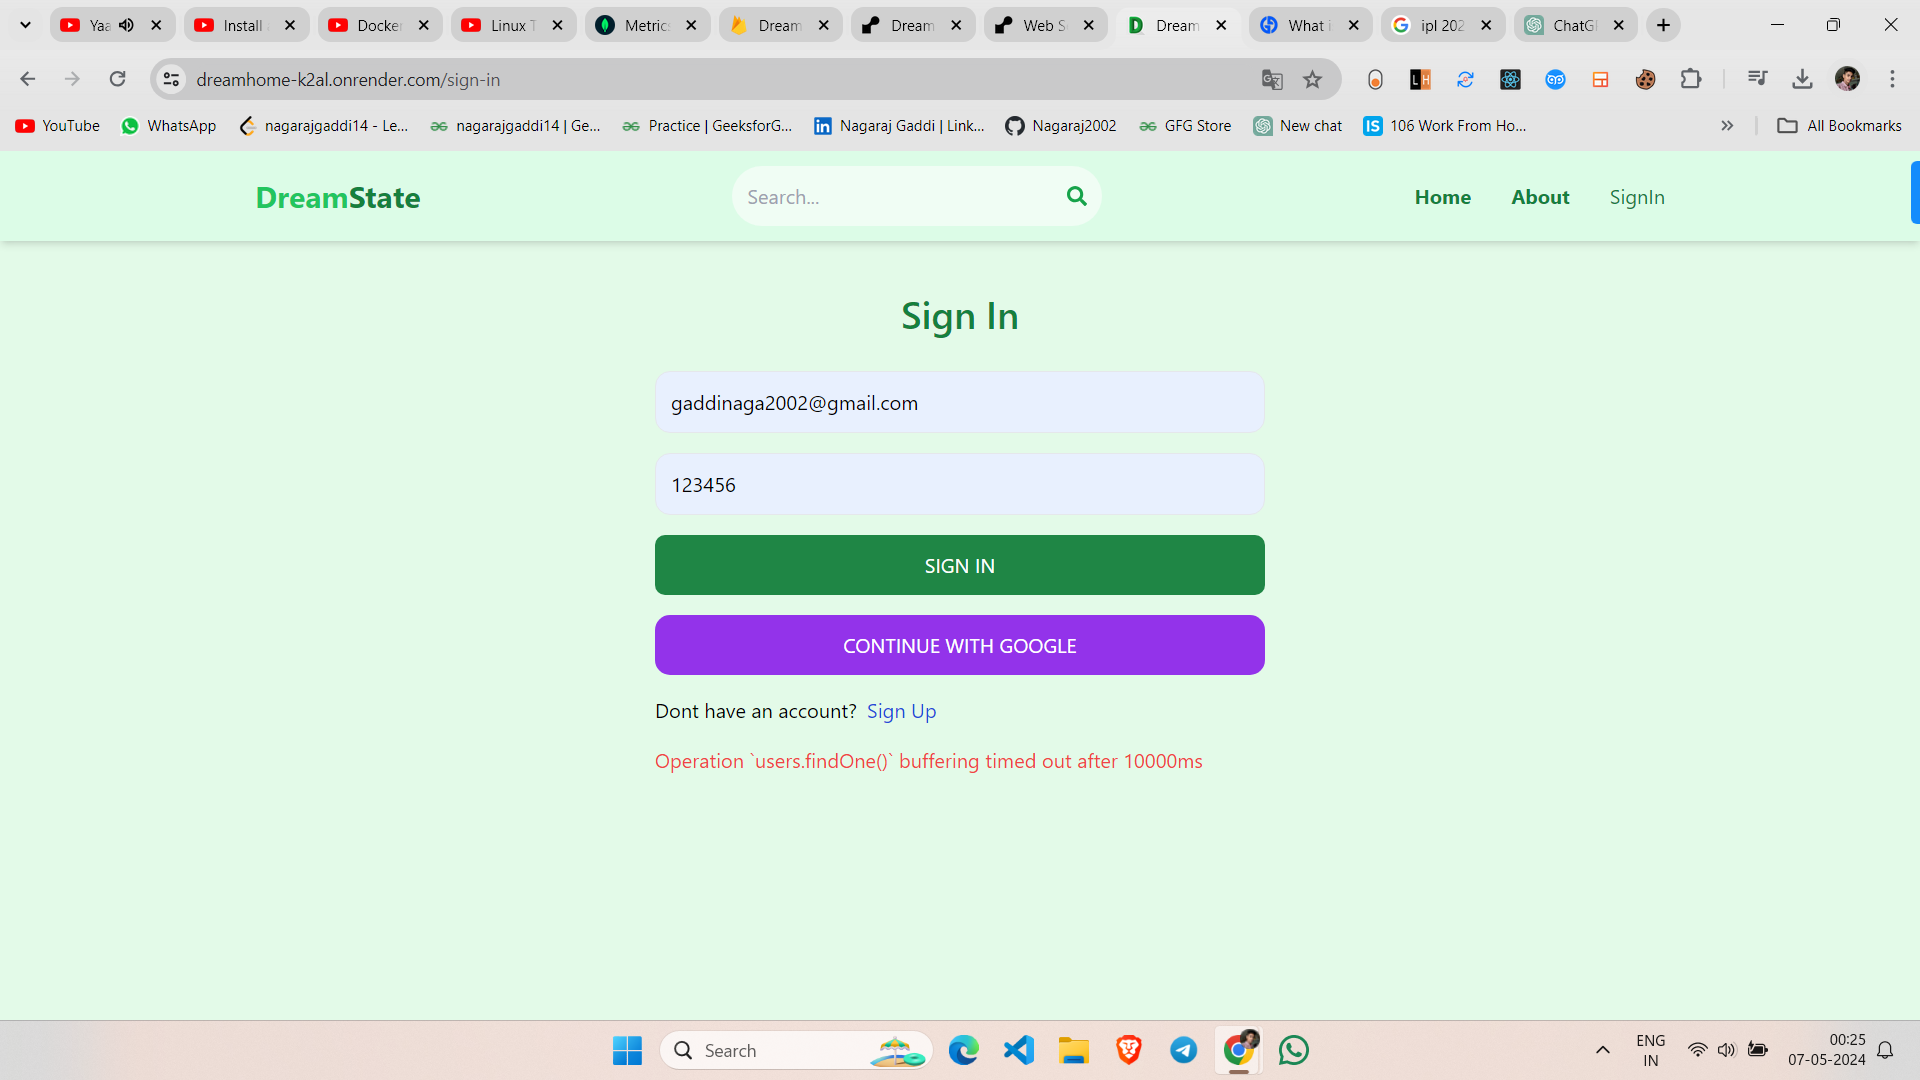 Yaa
Install
Docker
Linux T
Metric
Dream
Dream
Web S
Dream
What i
ipl 202
ChatG
dreamhome-k2al.onrender.com/sign-in
YouTube
WhatsApp
nagarajgaddi14 - Le...
nagarajgaddi14 | Ge...
Practice | GeeksforG...
Nagaraj Gaddi | Link...
Nagaraj2002
GFG Store
New chat
106 Work From Ho...
All Bookmarks
DreamState
Search...
Home
About
SignIn
Sign In
gaddinaga2002@gmail.com
123456
SIGN IN
CONTINUE WITH GOOGLE
Dont have an account? Sign Up
Operation `users.findOne()` buffering timed out after 10000ms
Search
ENG
IN
00:25
07-05-2024